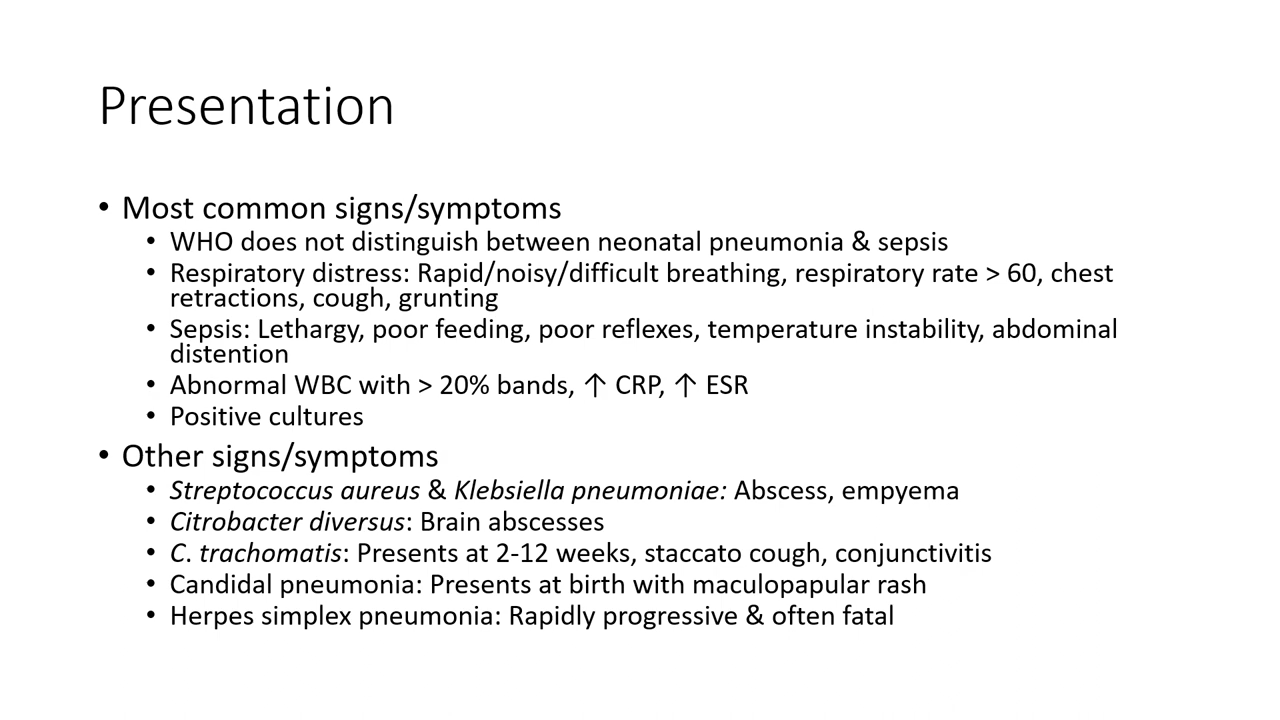 Presentation
• Most common signs/symptoms
• WHO does not distinguish between neonatal pneumonia & sepsis
• Respiratory distress: Rapid/noisy/difficult breathing, respiratory rate > 60, chest
retractions, cough, grunting
• Sepsis: Lethargy, poor feeding, poor reflexes, temperature instability, abdominal
distention
• Abnormal WBC with > 20% bands, ↑ CRP, ↑ ESR
• Positive cultures
• Other signs/symptoms
• Streptococcus aureus & Klebsiella pneumoniae: Abscess, empyema
• Citrobacter diversus: Brain abscesses
• C. trachomatis: Presents at 2-12 weeks, staccato cough, conjunctivitis
• Candidal pneumonia: Presents at birth with maculopapular rash
• Herpes simplex pneumonia: Rapidly progressive & often fatal